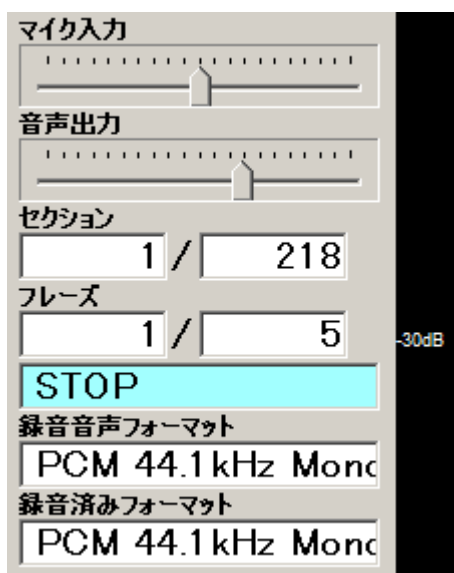 マイク入力
音声出力
セクション
1 / 218
フレーズ
1 / 5
-30dB
STOP
録音音声フォーマット
PCM 44.1kHz Mono
録音済みフォーマット
PCM 44.1kHz Mono